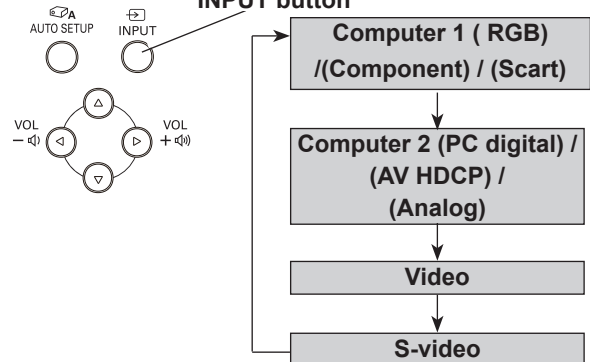 INPUT button
A
AUTO SETUP
INPUT
VOL
−
VOL
+
Computer 1 ( RGB)
/(Component) / (Scart)
Computer 2 (PC digital) /
(AV HDCP) /
(Analog)
Video
S-video